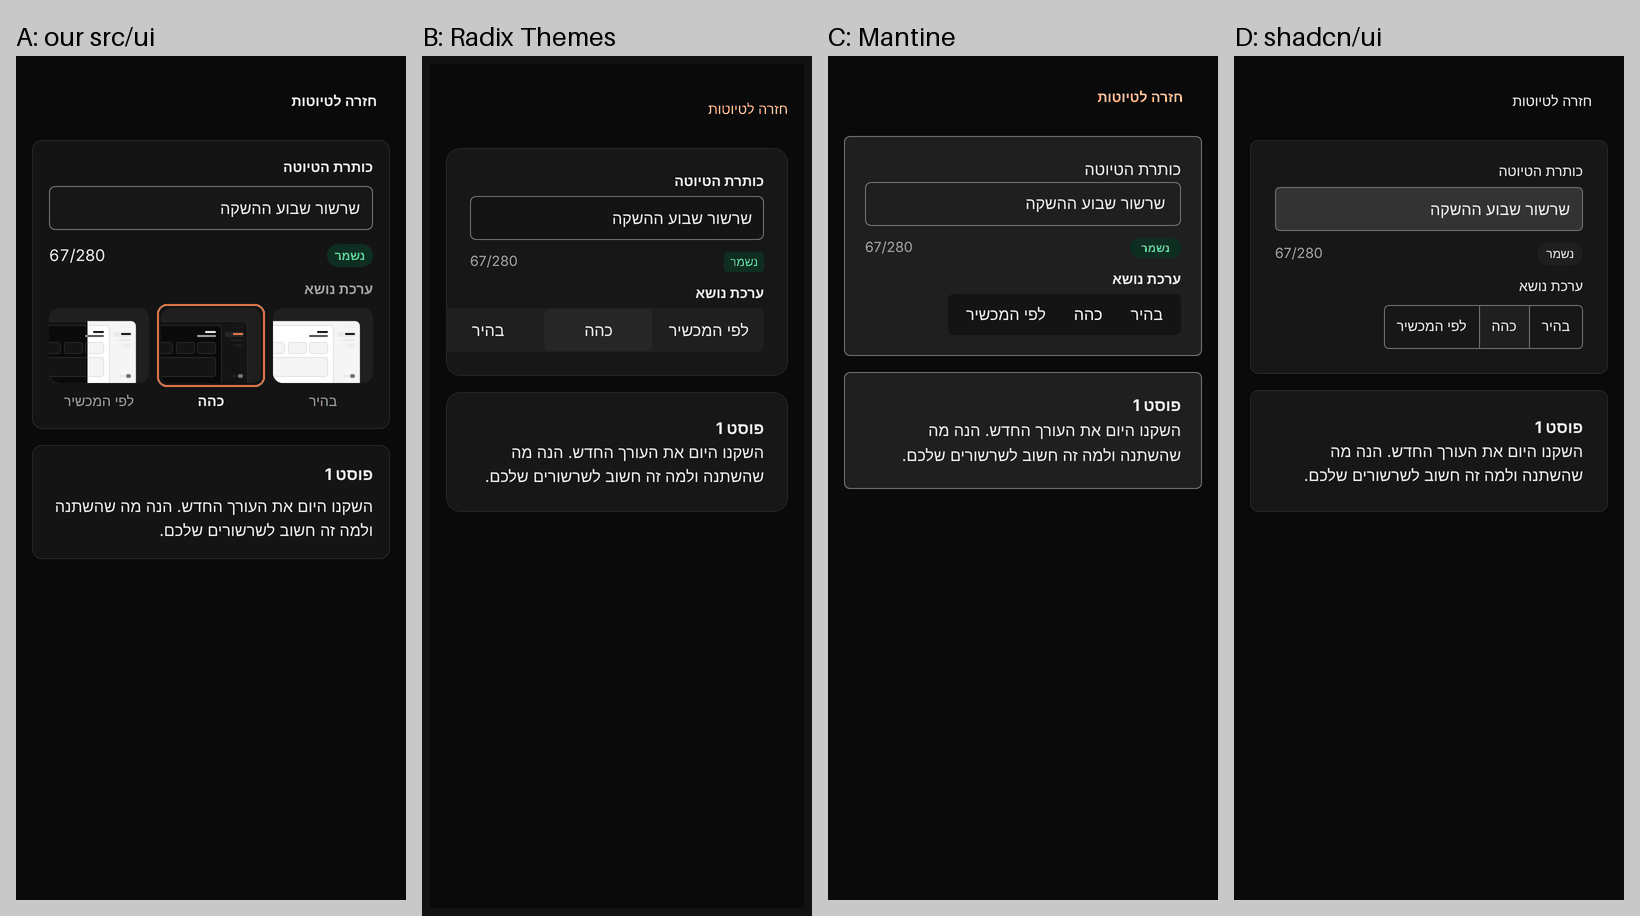 A: our src/ui
חזרה לטיוטות
כותרת הטיוטה
שרשור שבוע ההשקה
נשמר
67/280
ערכת נושא
בהיר
כהה
לפי המכשיר
פוסט 1
השקנו היום את העורך החדש. הנה מה שהשתנה
ולמה זה חשוב לשרשורים שלכם.
B: Radix Themes
חזרה לטיוטות
כותרת הטיוטה
שרשור שבוע ההשקה
נשמר
67/280
ערכת נושא
לפי המכשיר
כהה
בהיר
פוסט 1
השקנו היום את העורך החדש. הנה מה
שהשתנה ולמה זה חשוב לשרשורים שלכם.
C: Mantine
חזרה לטיוטות
כותרת הטיוטה
שרשור שבוע ההשקה
נשמר
67/280
ערכת נושא
בהיר
כהה
לפי המכשיר
פוסט 1
השקנו היום את העורך החדש. הנה מה
שהשתנה ולמה זה חשוב לשרשורים שלכם.
D: shadcn/ui
חזרה לטיוטות
כותרת הטיוטה
שרשור שבוע ההשקה
נשמר
67/280
ערכת נושא
בהיר
כהה
לפי המכשיר
פוסט 1
השקנו היום את העורך החדש. הנה מה
שהשתנה ולמה זה חשוב לשרשורים שלכם.